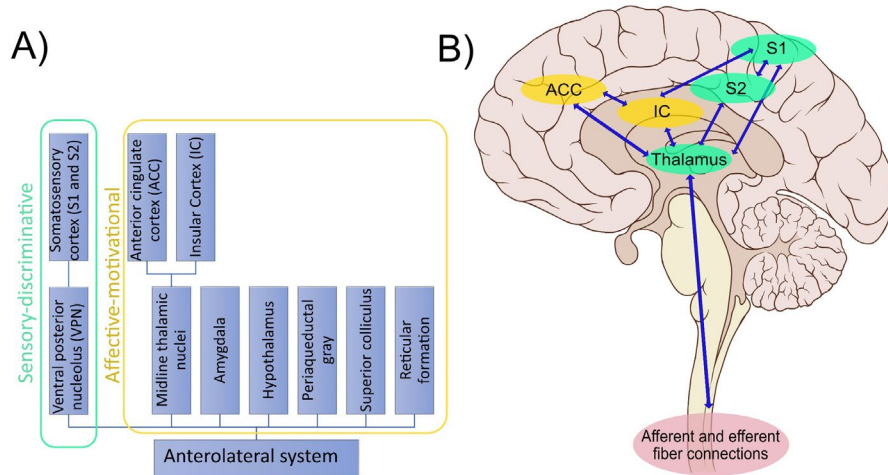 A)
Sensory-discriminative
Somatosensory
cortex (S1 and S2)
Ventral posterior
nucleolus (VPN)
Affective-motivational
Anterior cingulate
cortex (ACC)
Insular Cortex (IC)
Midline thalamic
nuclei
Amygdala
Hypothalamus
Periaqueductal
gray
Superior colliculus
Reticular
formation
Anterolateral system
B)
S1
S2
ACC
IC
Thalamus
Afferent and efferent
fiber connections